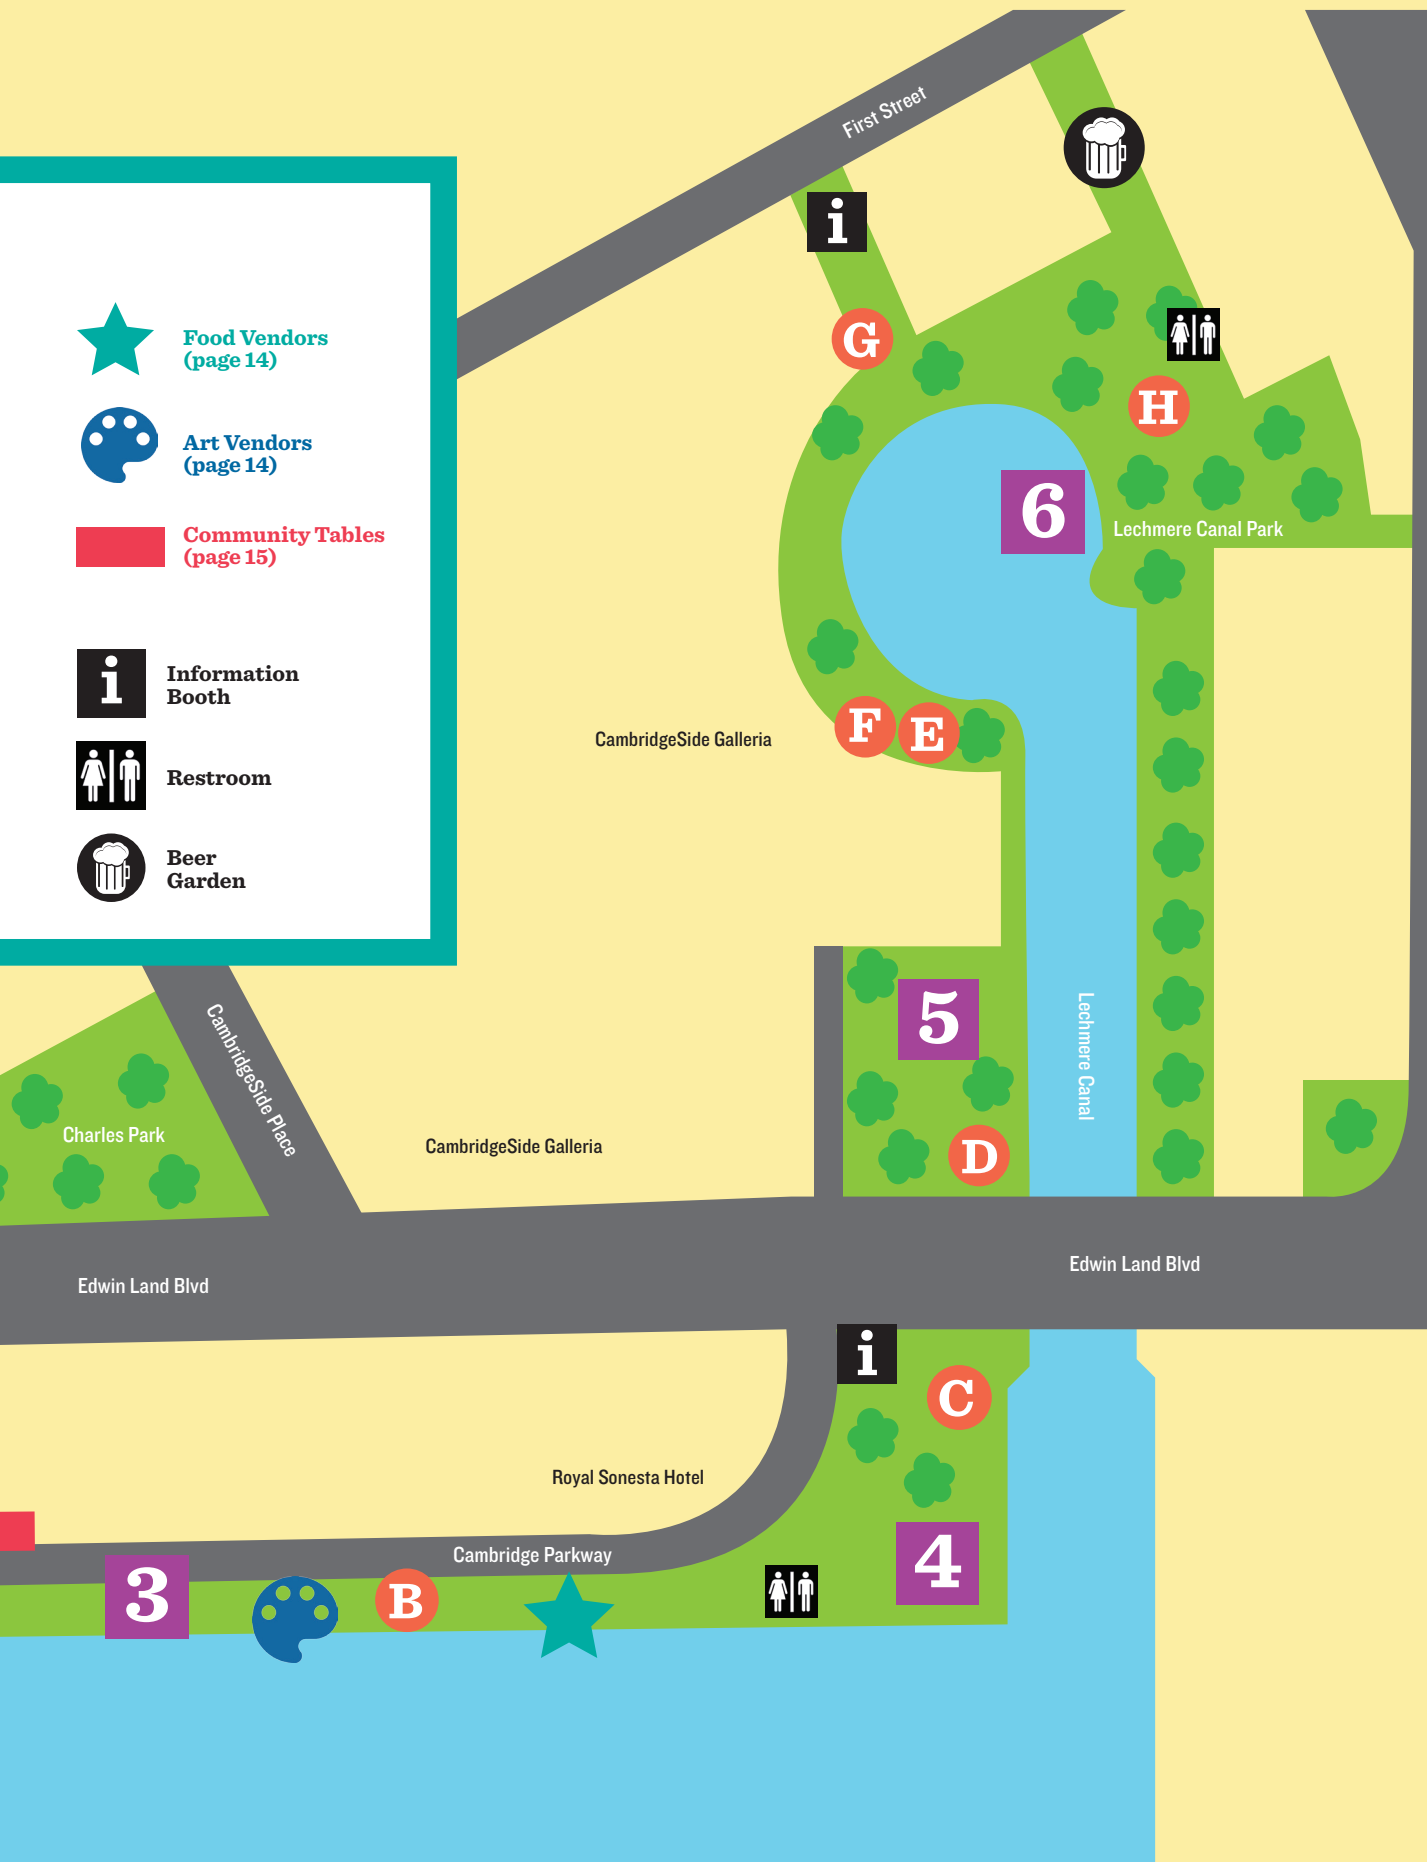 First Street
i
G
H
6
Lechmere Canal Park
Food Vendors
(page 14)
Art Vendors
(page 14)
Community Tables
(page 15)
i
Information
Booth
Restroom
Beer
Garden
CambridgeSide Galleria
F
E
5
Lechmere Canal
CambridgeSide Place
Charles Park
CambridgeSide Galleria
D
Edwin Land Blvd
Edwin Land Blvd
i
C
Royal Sonesta Hotel
Cambridge Parkway
4
3
B